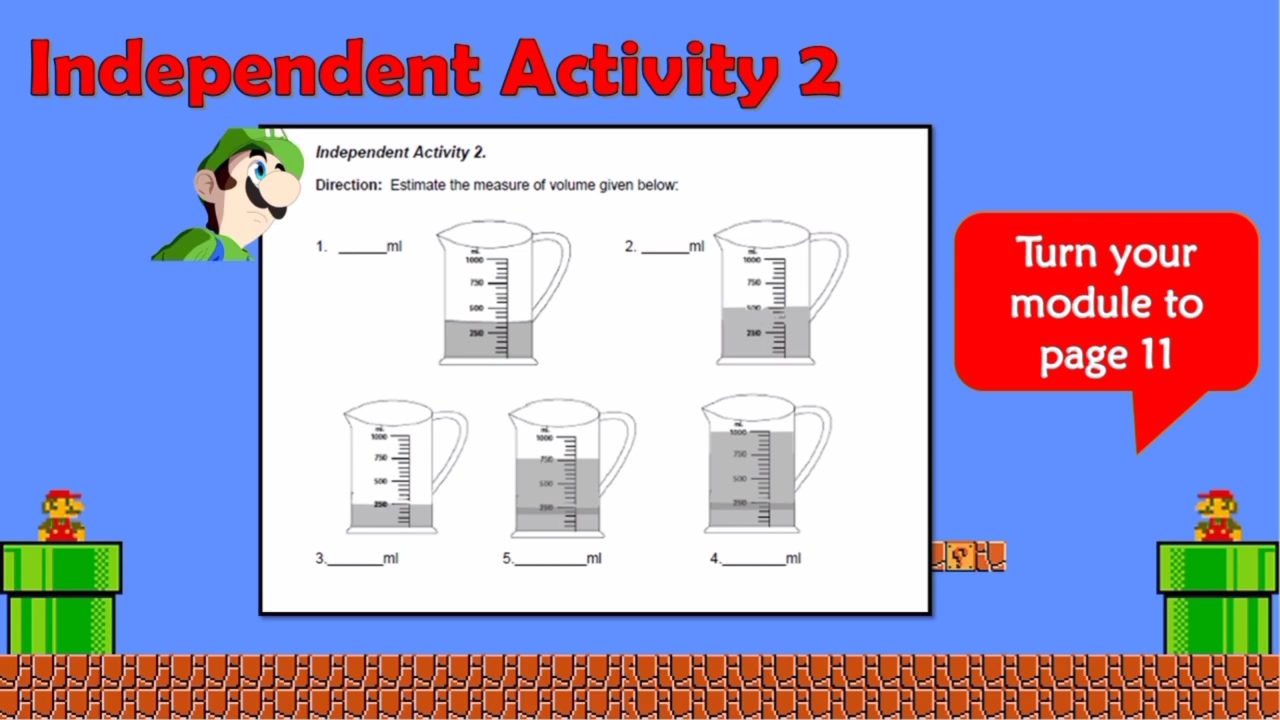 Independent Activity 2
Independent Activity 2.
Direction: Estimate the measure of volume given below:
1. ______ml
2. ______ml
mL
1000
750
500
250
mL
1000
750
500
250
Turn your
module to
page 11
mL
1000
750
500
250
mL
1000
750
500
250
mL
1000
750
500
250
3._______ml
5._________ml
4.________ml
?